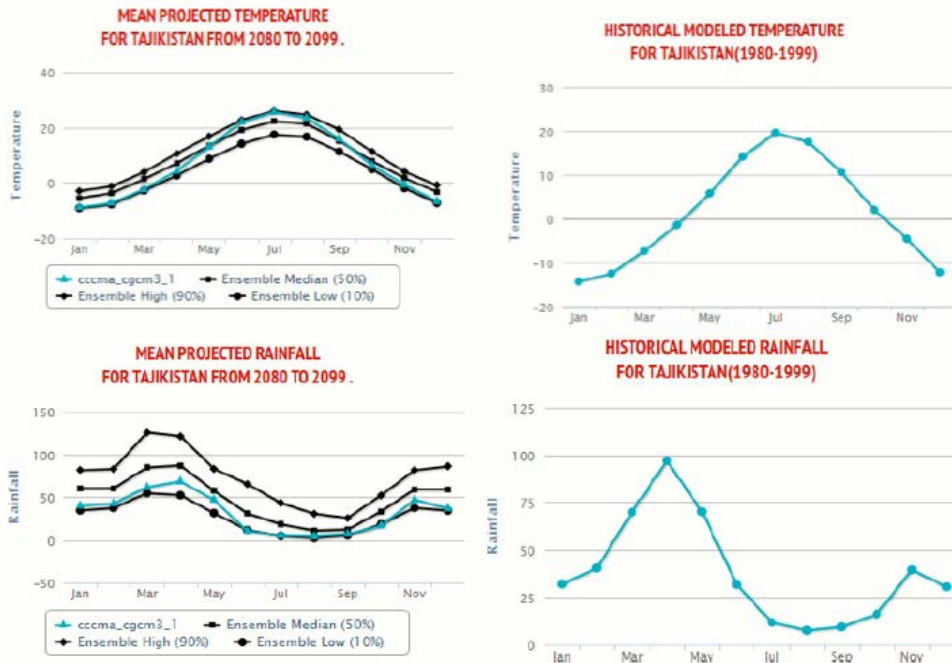 MEAN PROJECTED TEMPERATURE
FOR TAJIKISTAN FROM 2080 TO 2099 .
Temperature
40
20
0
−20
Jan Mar May Jul Sep Nov
cccma_cgcm3_1 Ensemble Median (50%)
Ensemble High (90%) Ensemble Low (10%)
HISTORICAL MODELED TEMPERATURE
FOR TAJIKISTAN(1980-1999)
Temperature
30
20
10
0
−10
−20
Jan Mar May Jul Sep Nov
MEAN PROJECTED RAINFALL
FOR TAJIKISTAN FROM 2080 TO 2099 .
Rainfall
150
100
50
0
−50
Jan Mar May Jul Sep Nov
cccma_cgcm3_1 Ensemble Median (50%)
Ensemble High (90%) Ensemble Low (10%)
HISTORICAL MODELED RAINFALL
FOR TAJIKISTAN(1980-1999)
Rainfall
125
100
75
50
25
0
Jan Mar May Jul Sep Nov